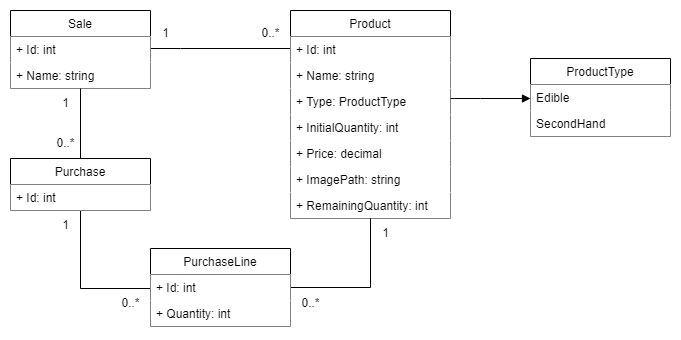 Sale
+ Id: int
+ Name: string
1
0..*
Product
+ Id: int
+ Name: string
+ Type: ProductType
+ InitialQuantity: int
+ Price: decimal
+ ImagePath: string
+ RemainingQuantity: int
ProductType
Edible
SecondHand
1
0..*
Purchase
+ Id: int
1
0..*
PurchaseLine
+ Id: int
+ Quantity: int
0..*
1